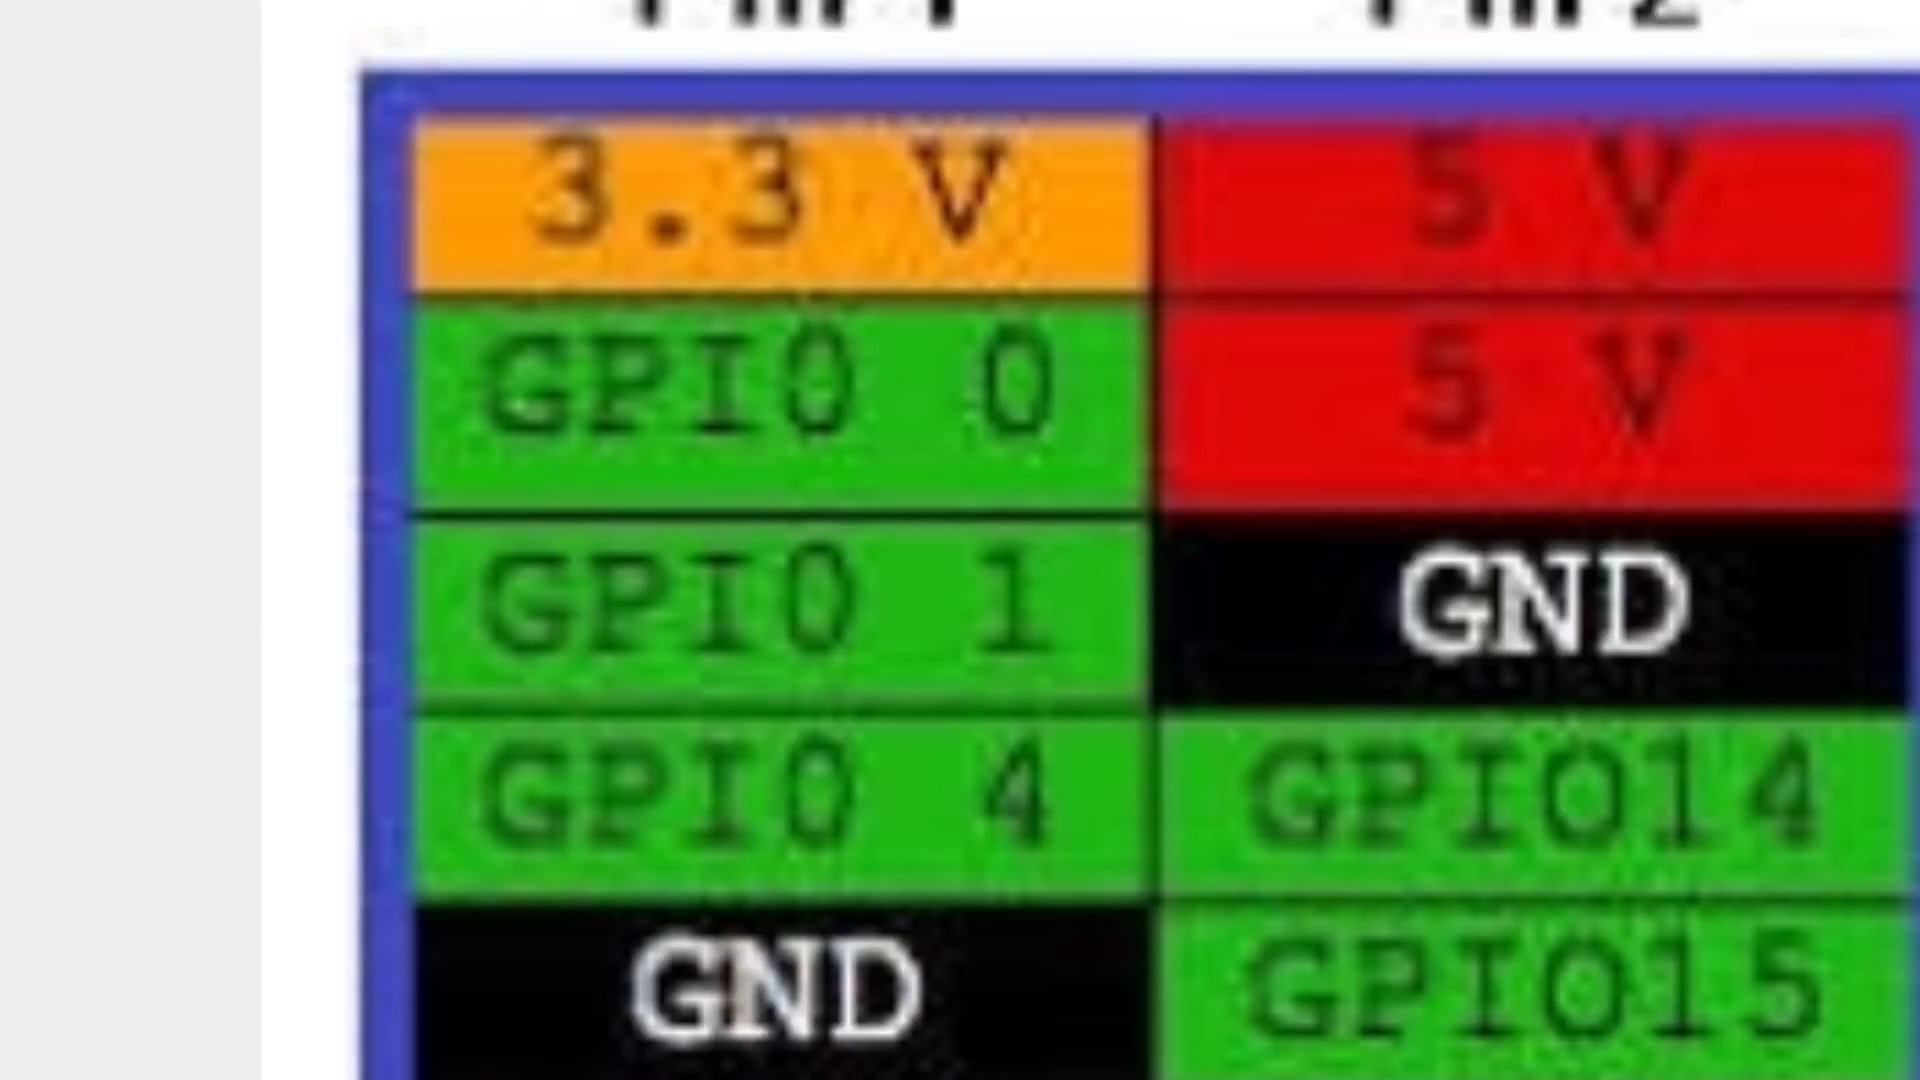 3.3 V 5 V
GPIO 0 5 V
GPIO 1 GND
GPIO 4 GPIO14
GND GPIO15